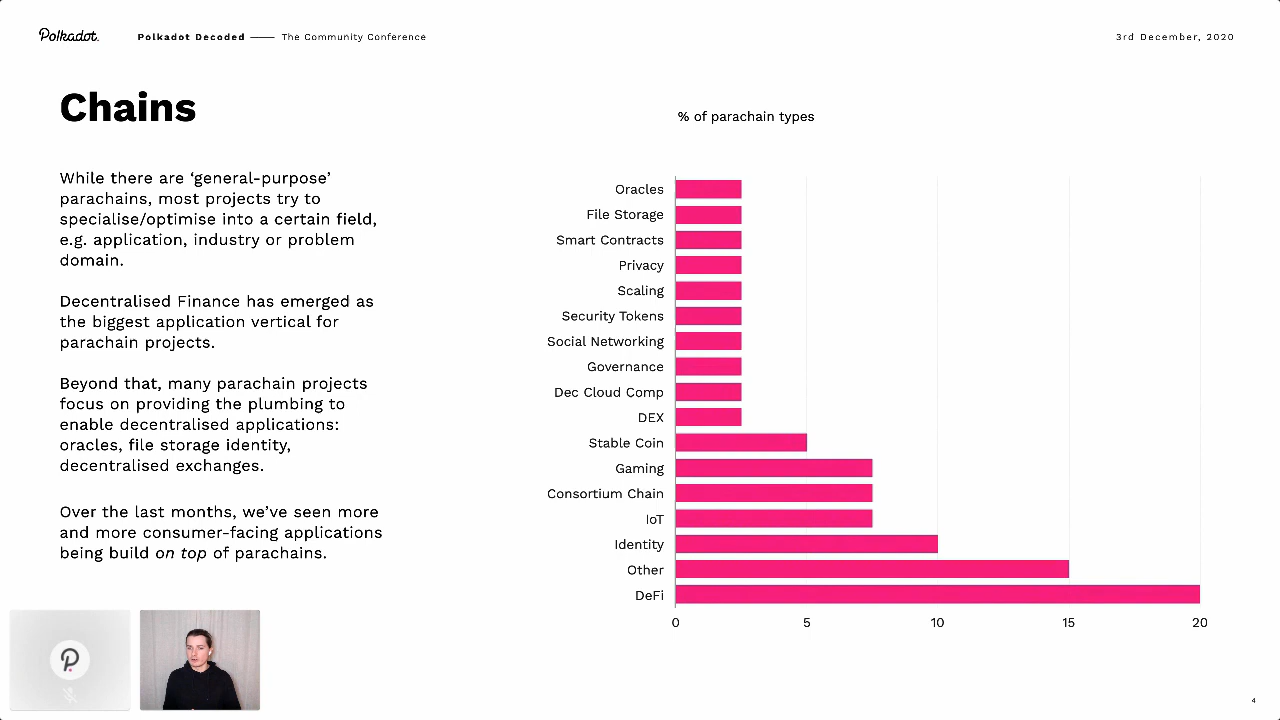 Polkadot.
Polkadot Decoded —— The Community Conference
3rd December, 2020
Chains
While there are ‘general-purpose’
parachains, most projects try to
specialise/optimise into a certain field,
e.g. application, industry or problem
domain.
Decentralised Finance has emerged as
the biggest application vertical for
parachain projects.
Beyond that, many parachain projects
focus on providing the plumbing to
enable decentralised applications:
oracles, file storage identity,
decentralised exchanges.
Over the last months, we’ve seen more
and more consumer-facing applications
being build on top of parachains.
% of parachain types
Oracles
File Storage
Smart Contracts
Privacy
Scaling
Security Tokens
Social Networking
Governance
Dec Cloud Comp
DEX
Stable Coin
Gaming
Consortium Chain
IoT
Identity
Other
DeFi
0 5 10 15 20
4